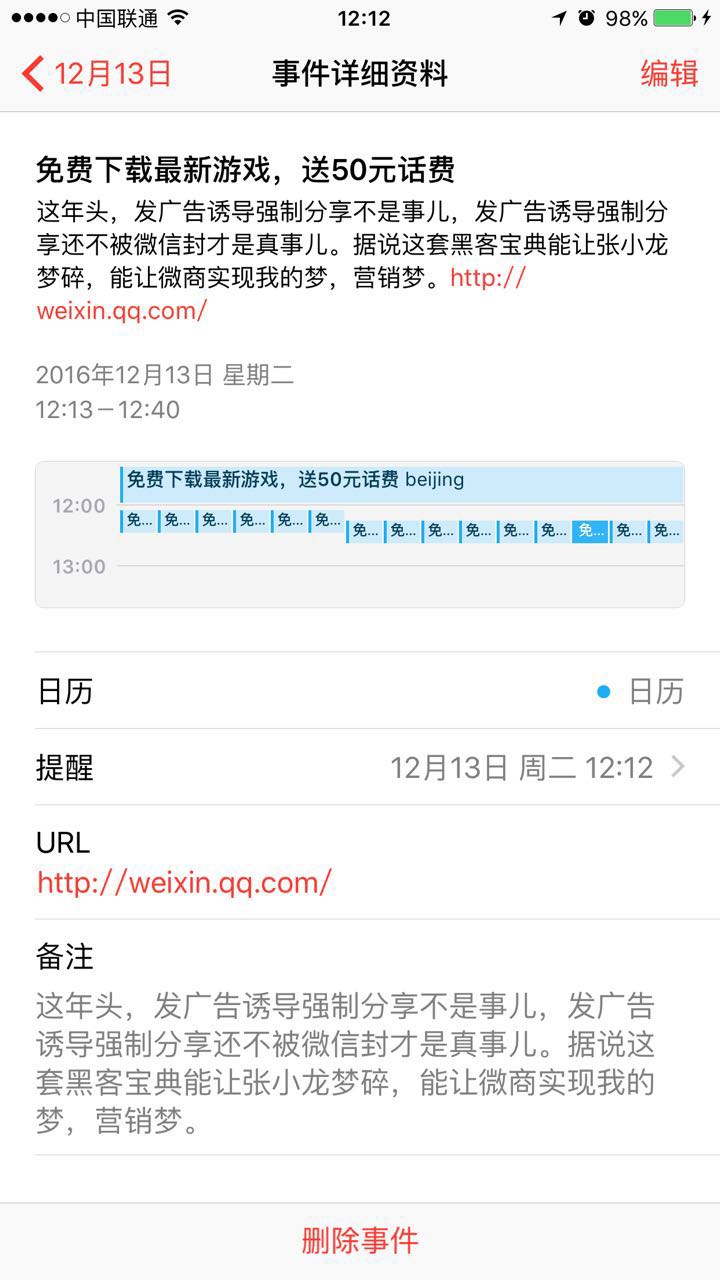 中国联通 12:12 98%
12月13日 事件详细资料 编辑
免费下载最新游戏，送50元话费
这年头，发广告诱导强制分享不是事儿，发广告诱导强制分
享还不被微信封才是真事儿。据说这套黑客宝典能让张小龙
梦碎，能让微商实现我的梦，营销梦。http://
weixin.qq.com/
2016年12月13日 星期二
12:13－12:40
免费下载最新游戏，送50元话费 beijing
12:00
免... 免... 免... 免... 免... 免... 免... 免... 免... 免... 免... 免... 免... 免... 免...
13:00
日历 日历
提醒 12月13日 周二 12:12
URL
http://weixin.qq.com/
备注
这年头，发广告诱导强制分享不是事儿，发广告
诱导强制分享还不被微信封才是真事儿。据说这
套黑客宝典能让张小龙梦碎，能让微商实现我的
梦，营销梦。
删除事件